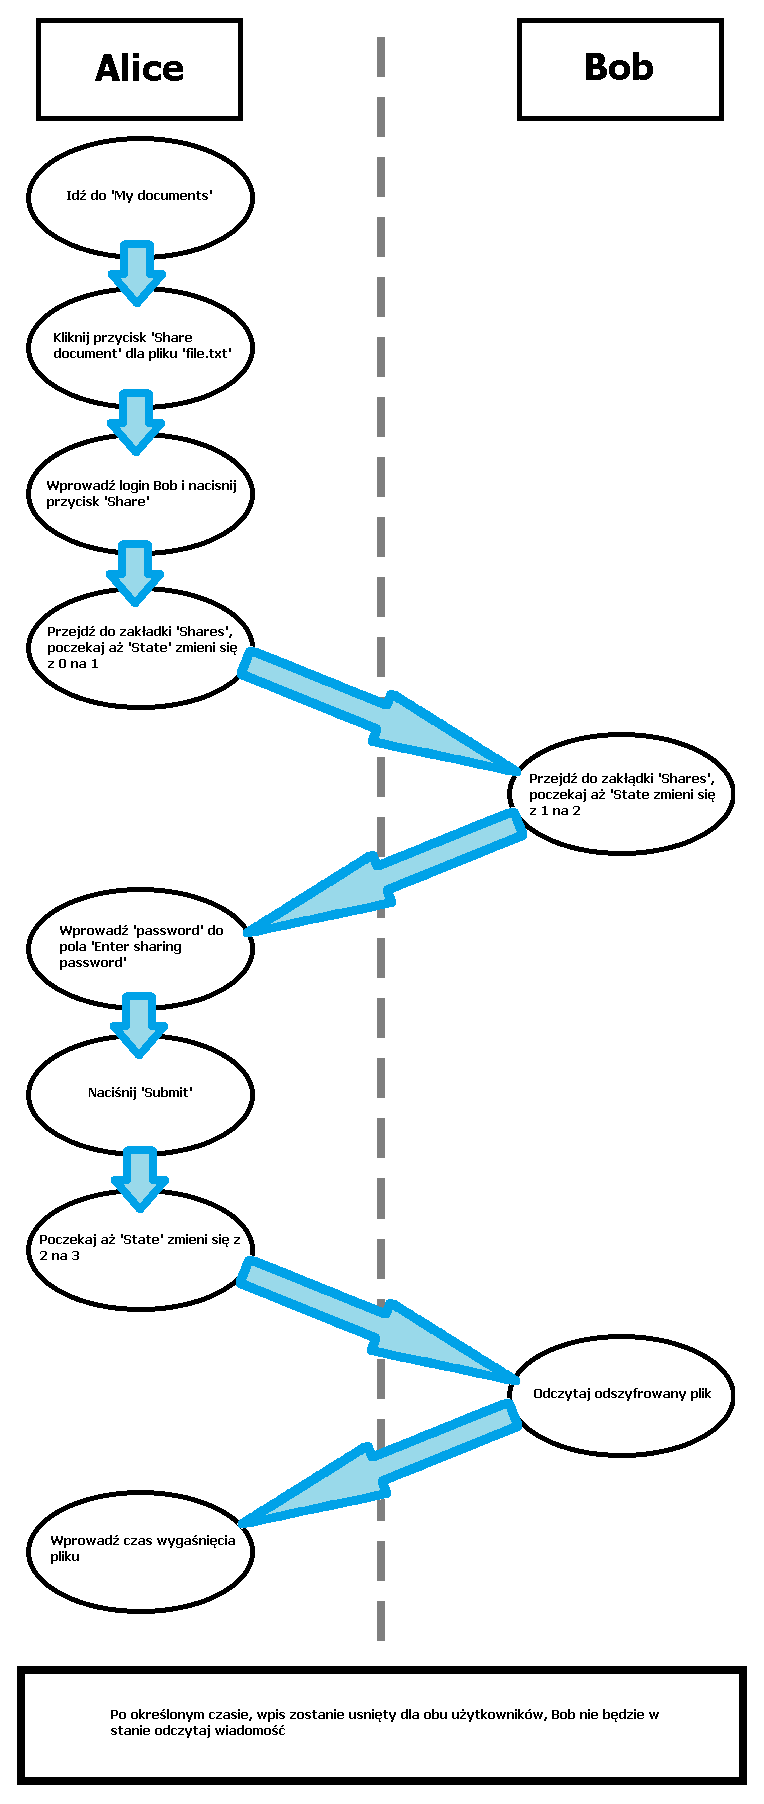 Alice
Bob
Idź do 'My documents'
Kliknij przycisk 'Share
document' dla pliku 'file.txt'
Wprowadź login Bob i nacisnij
przycisk 'Share'
Przejdź do zakładki 'Shares',
poczekaj aż 'State' zmieni się
z 0 na 1
Przejdź do zakłądki 'Shares',
poczekaj aż 'State zmieni się
z 1 na 2
Wprowadź 'password' do
pola 'Enter sharing
password'
Naciśnij 'Submit'
Poczekaj aż 'State' zmieni się z
2 na 3
Odczytaj odszyfrowany plik
Wprowadź czas wygaśnięcia
pliku
Po określonym czasie, wpis zostanie usnięty dla obu użytkowników, Bob nie będzie w
stanie odczytaj wiadomość